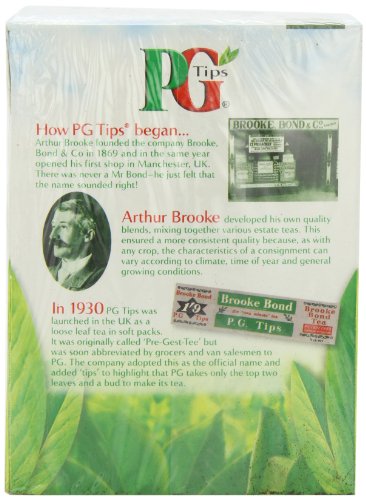 PG
Tips
®
How PG Tips® began...
Arthur Brooke founded the company Brooke,
Bond & Co in 1869 and in the same year
opened his first shop in Manchester, UK.
There was never a Mr Bond–he just felt that
the name sounded right!
BROOKE, BOND & Co
Arthur Brooke developed his own quality
blends, mixing together various estate teas. This
ensured a more consistent quality because, as with
any crop, the characteristics of a consignment can
vary according to climate, time of year and general
growing conditions.
In 1930 PG Tips was
launched in the UK as a
loose leaf tea in soft packs.
It was originally called 'Pre-Gest-Tee' but
was soon abbreviated by grocers and van salesmen to
PG. The company adopted this as the official name and
added 'tips' to highlight that PG takes only the top two
leaves and a bud to make its tea.
Brooke Bond
1/9
P.G. Tips
Brooke Bond
P.G. Tips
Brooke
Bond
Tea